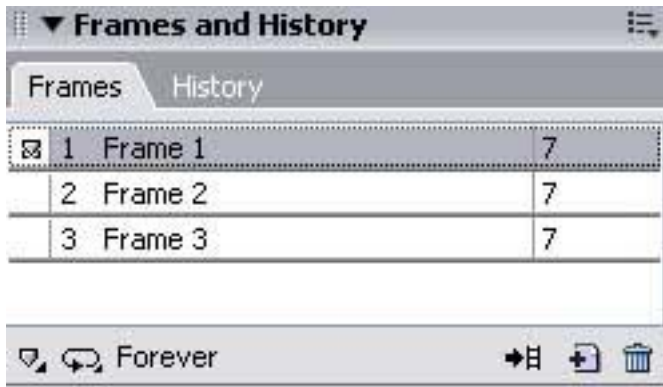 Frames and History
Frames History
1 Frame 1 7
2 Frame 2 7
3 Frame 3 7
Forever